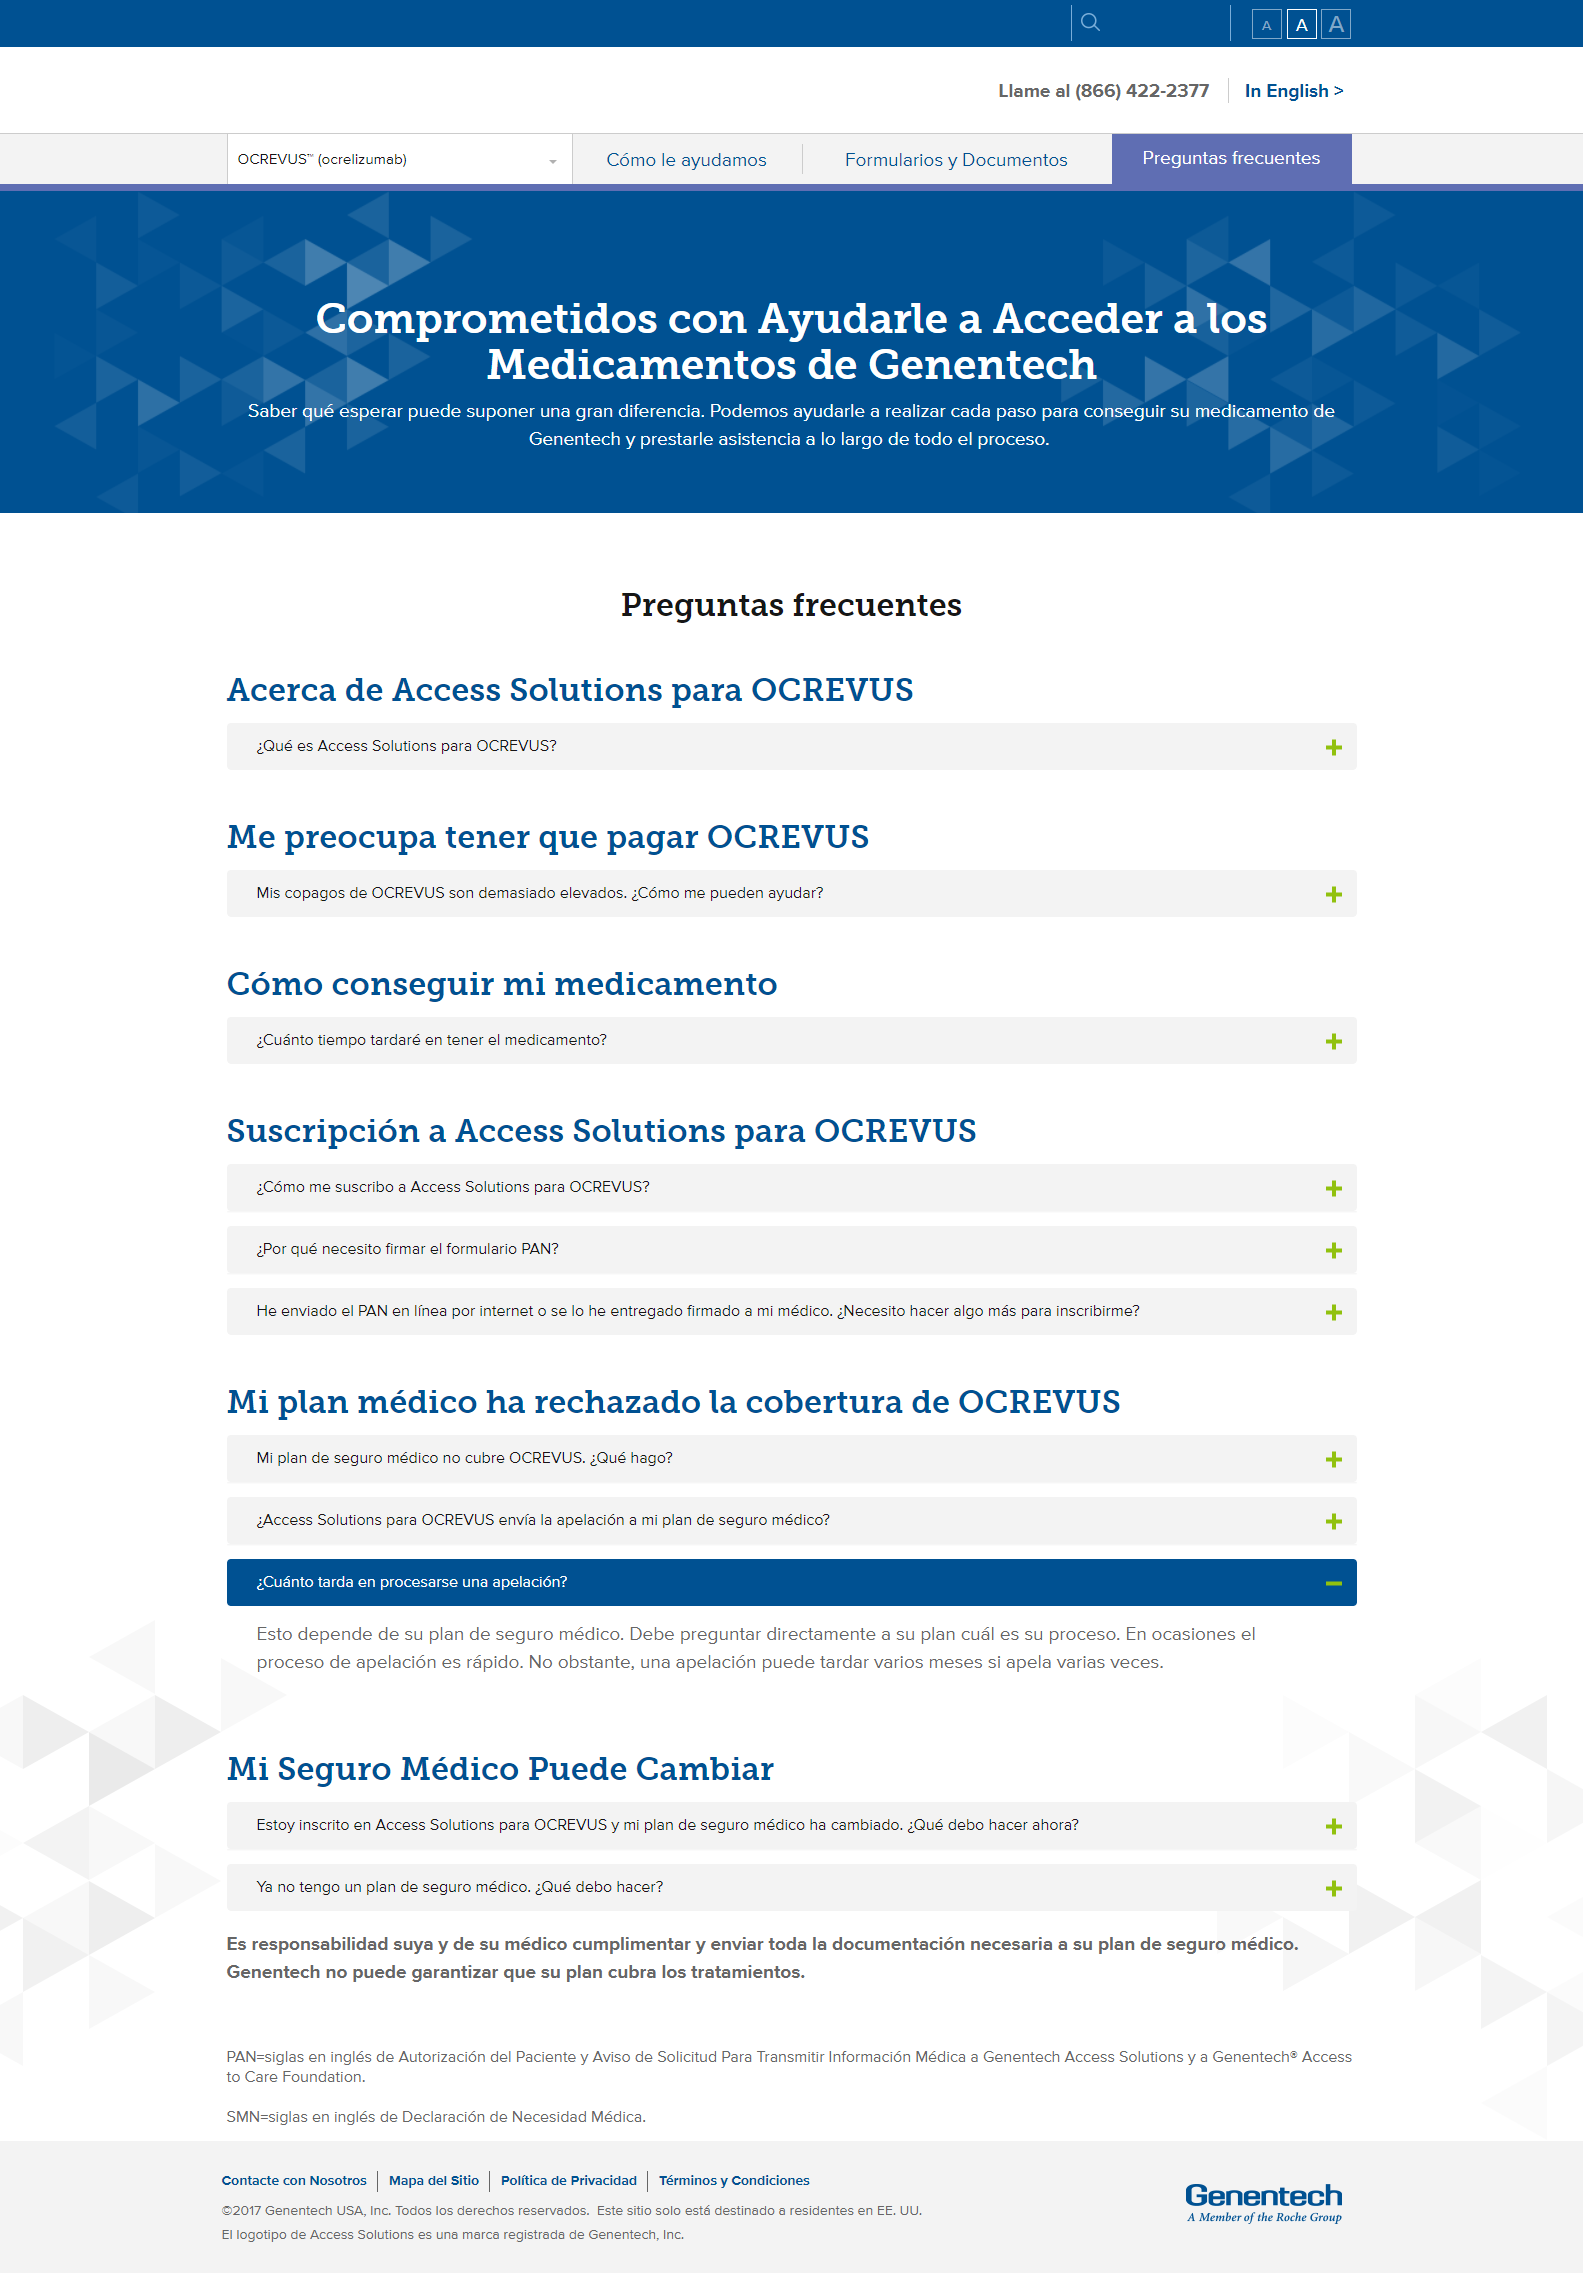 A A A
Llame al (866) 422-2377 In English >
OCREVUS™ (ocrelizumab) Cómo le ayudamos Formularios y Documentos Preguntas frecuentes
Comprometidos con Ayudarle a Acceder a los
Medicamentos de Genentech
Saber qué esperar puede suponer una gran diferencia. Podemos ayudarle a realizar cada paso para conseguir su medicamento de
Genentech y prestarle asistencia a lo largo de todo el proceso.
Preguntas frecuentes
Acerca de Access Solutions para OCREVUS
¿Qué es Access Solutions para OCREVUS?
Me preocupa tener que pagar OCREVUS
Mis copagos de OCREVUS son demasiado elevados. ¿Cómo me pueden ayudar?
Cómo conseguir mi medicamento
¿Cuánto tiempo tardaré en tener el medicamento?
Suscripción a Access Solutions para OCREVUS
¿Cómo me suscribo a Access Solutions para OCREVUS?
¿Por qué necesito firmar el formulario PAN?
He enviado el PAN en línea por internet o se lo he entregado firmado a mi médico. ¿Necesito hacer algo más para inscribirme?
Mi plan médico ha rechazado la cobertura de OCREVUS
Mi plan de seguro médico no cubre OCREVUS. ¿Qué hago?
¿Access Solutions para OCREVUS envía la apelación a mi plan de seguro médico?
¿Cuánto tarda en procesarse una apelación?
Esto depende de su plan de seguro médico. Debe preguntar directamente a su plan cuál es su proceso. En ocasiones el
proceso de apelación es rápido. No obstante, una apelación puede tardar varios meses si apela varias veces.
Mi Seguro Médico Puede Cambiar
Estoy inscrito en Access Solutions para OCREVUS y mi plan de seguro médico ha cambiado. ¿Qué debo hacer ahora?
Ya no tengo un plan de seguro médico. ¿Qué debo hacer?
Es responsabilidad suya y de su médico cumplimentar y enviar toda la documentación necesaria a su plan de seguro médico.
Genentech no puede garantizar que su plan cubra los tratamientos.
PAN=siglas en inglés de Autorización del Paciente y Aviso de Solicitud Para Transmitir Información Médica a Genentech Access Solutions y a Genentech® Access
to Care Foundation.
SMN=siglas en inglés de Declaración de Necesidad Médica.
Contacte con Nosotros Mapa del Sitio Política de Privacidad Términos y Condiciones
©2017 Genentech USA, Inc. Todos los derechos reservados. Este sitio solo está destinado a residentes en EE. UU.
El logotipo de Access Solutions es una marca registrada de Genentech, Inc.
Genentech
A Member of the Roche Group